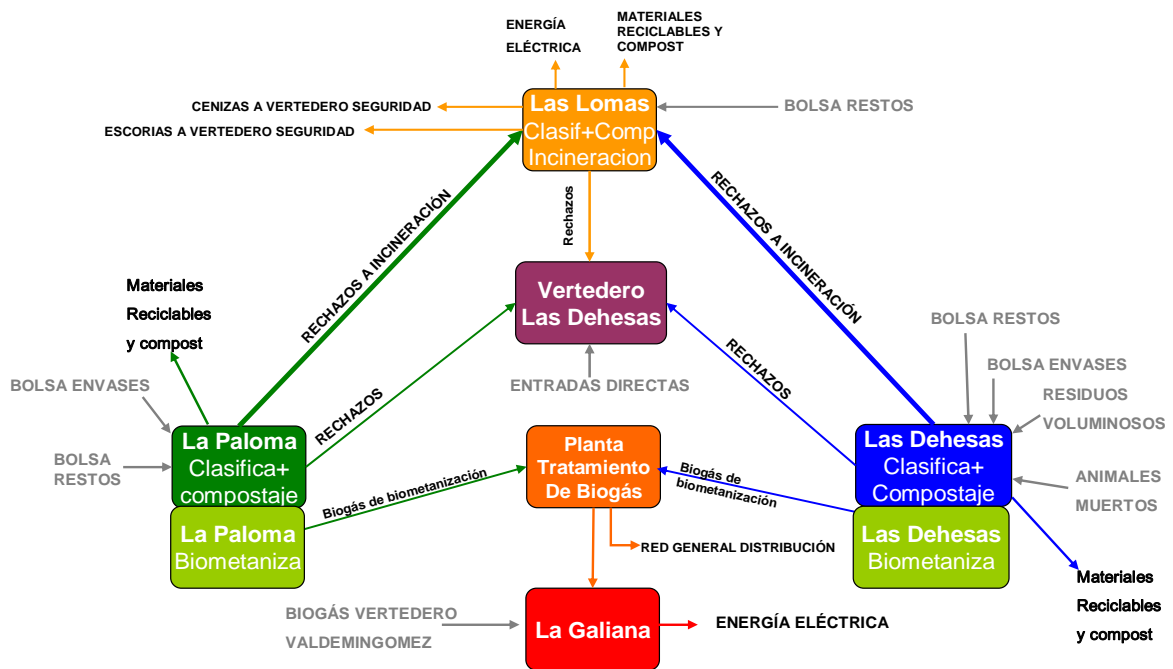 ENERGÍA
ELÉCTRICA
MATERIALES
RECICLABLES Y
COMPOST
CENIZAS A VERTEDERO SEGURIDAD
ESCORIAS A VERTEDERO SEGURIDAD
Las Lomas
Clasif+Comp
Incineracion
BOLSA RESTOS
RECHAZOS A INCINERACIÓN
Rechazos
RECHAZOS A INCINERACIÓN
Materiales
Reciclables
y compost
Vertedero
Las Dehesas
ENTRADAS DIRECTAS
BOLSA RESTOS
BOLSA ENVASES
RESIDUOS
VOLUMINOSOS
BOLSA ENVASES
RECHAZOS
RECHAZOS
BOLSA
RESTOS
La Paloma
Clasifica+
compostaje
La Paloma
Biometaniza
Biogás de biometanización
Planta
Tratamiento
De Biogás
Biogás de
biometanización
Las Dehesas
Clasifica+
Compostaje
Las Dehesas
Biometaniza
ANIMALES
MUERTOS
RED GENERAL DISTRIBUCIÓN
Materiales
Reciclables
y compost
BIOGÁS VERTEDERO
VALDEMINGOMEZ
La Galiana
ENERGÍA ELÉCTRICA